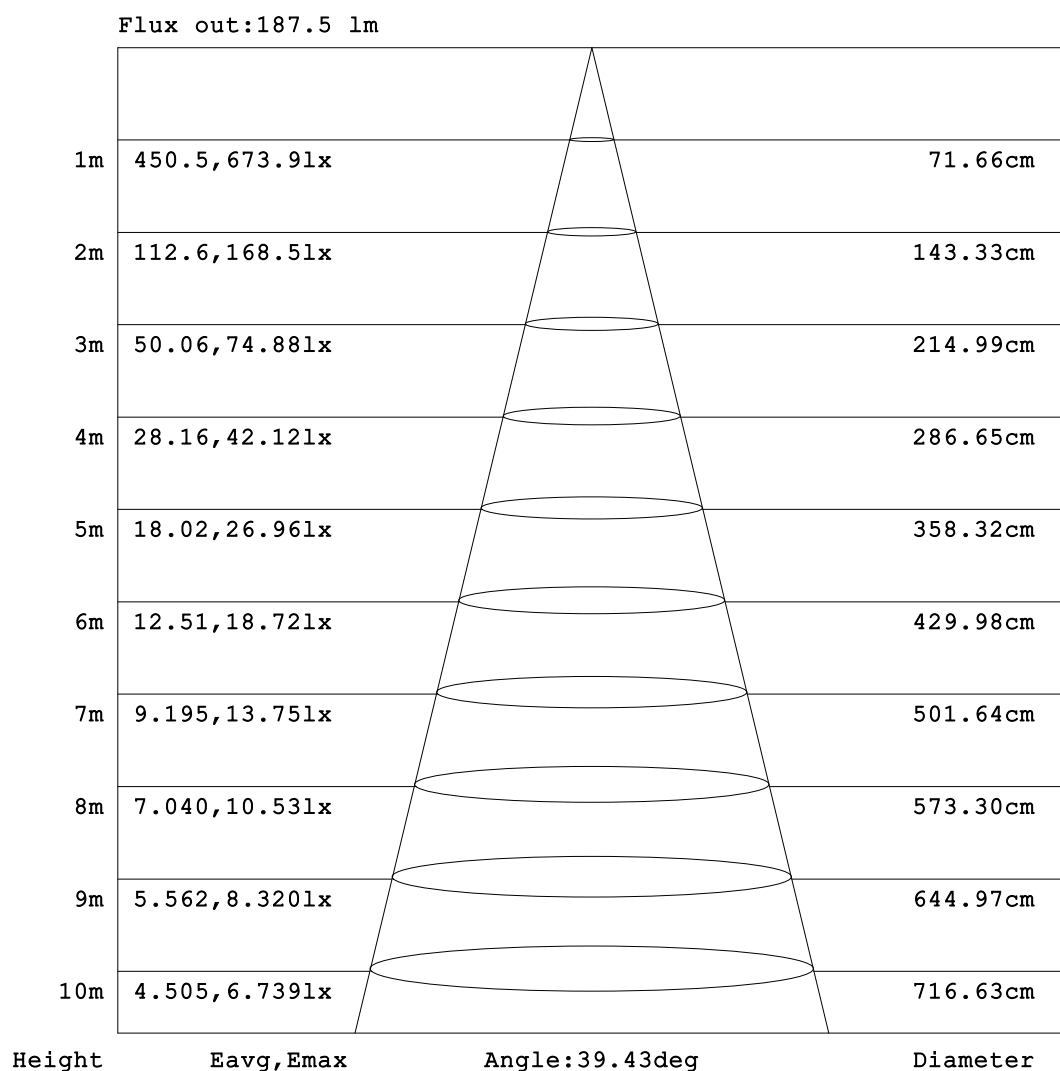 Flux out:187.5 lm
1m 450.5,673.9lx 71.66cm
2m 112.6,168.5lx 143.33cm
3m 50.06,74.88lx 214.99cm
4m 28.16,42.12lx 286.65cm
5m 18.02,26.96lx 358.32cm
6m 12.51,18.72lx 429.98cm
7m 9.195,13.75lx 501.64cm
8m 7.040,10.53lx 573.30cm
9m 5.562,8.320lx 644.97cm
10m 4.505,6.739lx 716.63cm
Height Eavg,Emax Angle:39.43deg Diameter